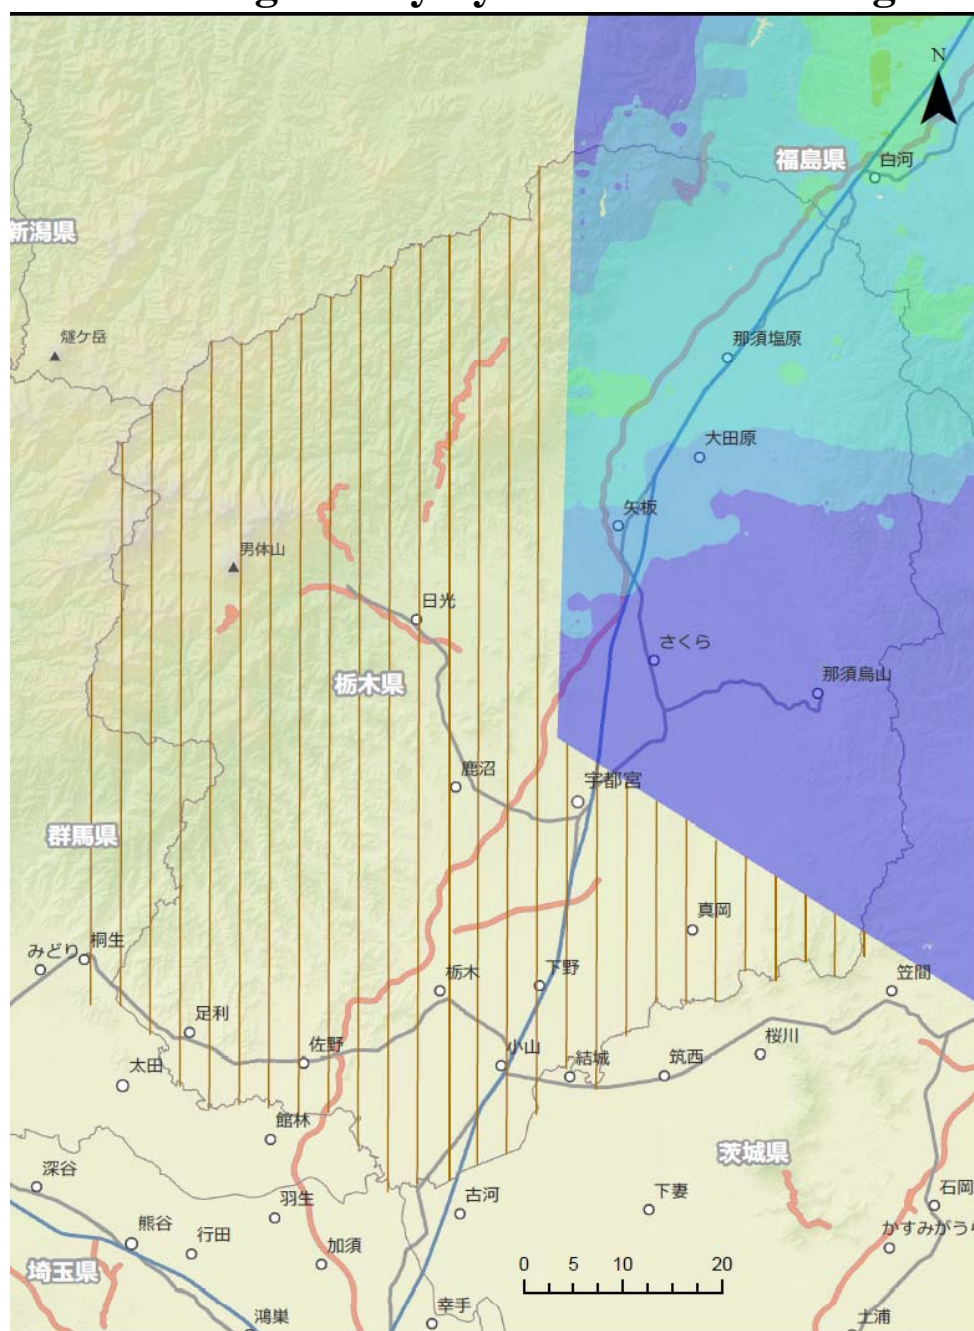 N
福島県
白河
新潟県
燧ケ岳
那須塩原
大田原
矢板
男体山
日光
さくら
栃木県
那須烏山
鹿沼
宇都宮
群馬県
真岡
桐生
みどり
栃木
下野
笠間
足利
佐野
小山
結城
筑西
桜川
太田
館林
茨城県
深谷
羽生
古河
下妻
石岡
熊谷
行田
加須
かすみがうら
埼玉県
0 5 10 20
鴻巣
幸手
土浦